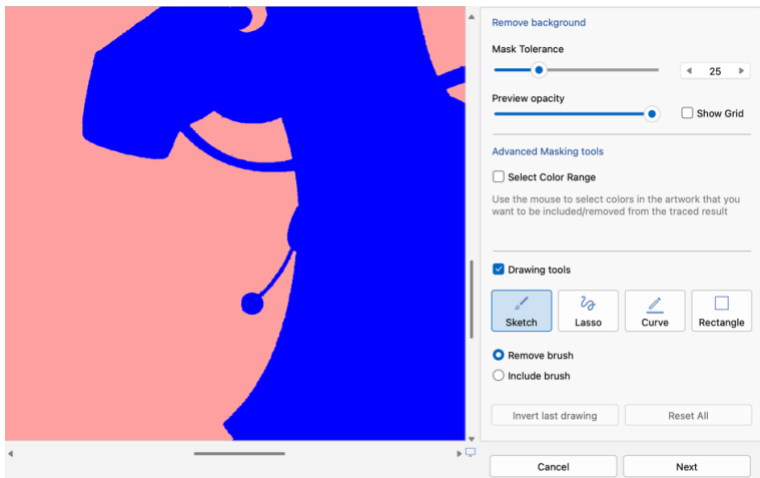 Remove background
Mask Tolerance
25
Preview opacity
Show Grid
Advanced Masking tools
Select Color Range
Use the mouse to select colors in the artwork that you
want to be included/removed from the traced result
Drawing tools
Sketch
Lasso
Curve
Rectangle
Remove brush
Include brush
Invert last drawing
Reset All
Cancel
Next